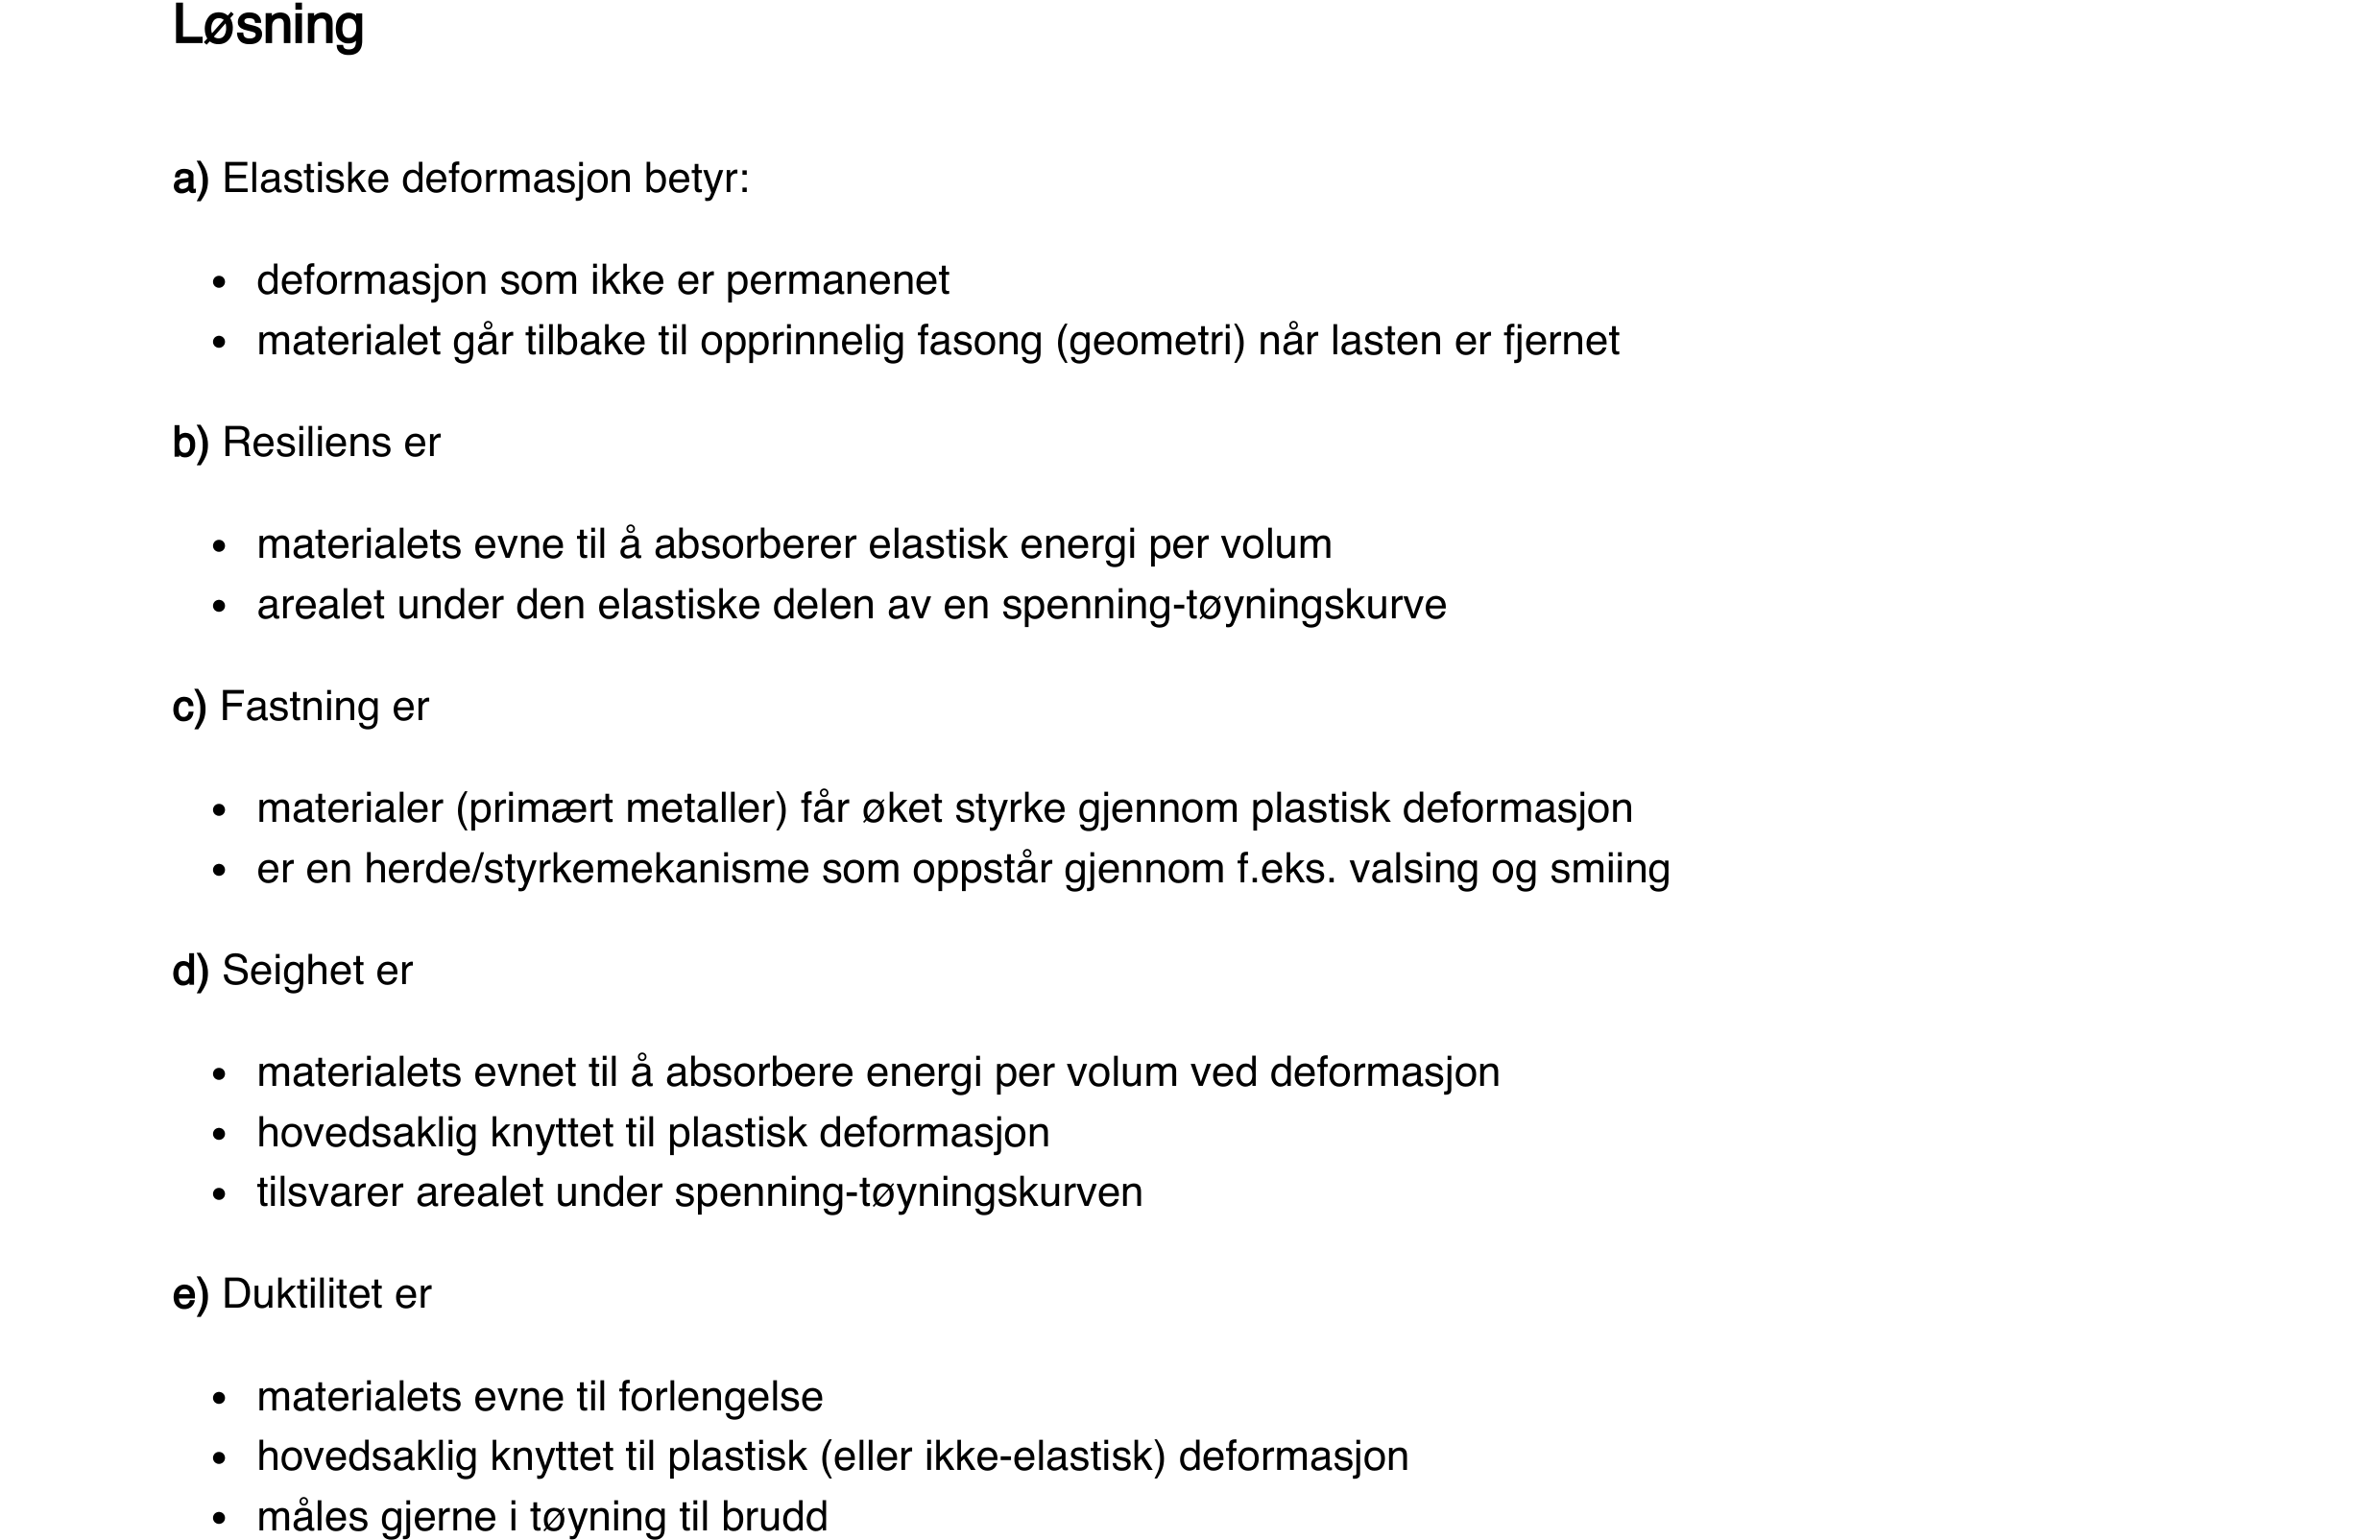 Løsning
a) Elastiske deformasjon betyr:
• deformasjon som ikke er permanenet
• materialet går tilbake til opprinnelig fasong (geometri) når lasten er fjernet
b) Resiliens er
• materialets evne til å absorberer elastisk energi per volum
• arealet under den elastiske delen av en spenning-tøyningskurve
c) Fastning er
• materialer (primært metaller) får øket styrke gjennom plastisk deformasjon
• er en herde/styrkemekanisme som oppstår gjennom f.eks. valsing og smiing
d) Seighet er
• materialets evnet til å absorbere energi per volum ved deformasjon
• hovedsaklig knyttet til plastisk deformasjon
• tilsvarer arealet under spenning-tøyningskurven
e) Duktilitet er
• materialets evne til forlengelse
• hovedsaklig knyttet til plastisk (eller ikke-elastisk) deformasjon
• måles gjerne i tøyning til brudd